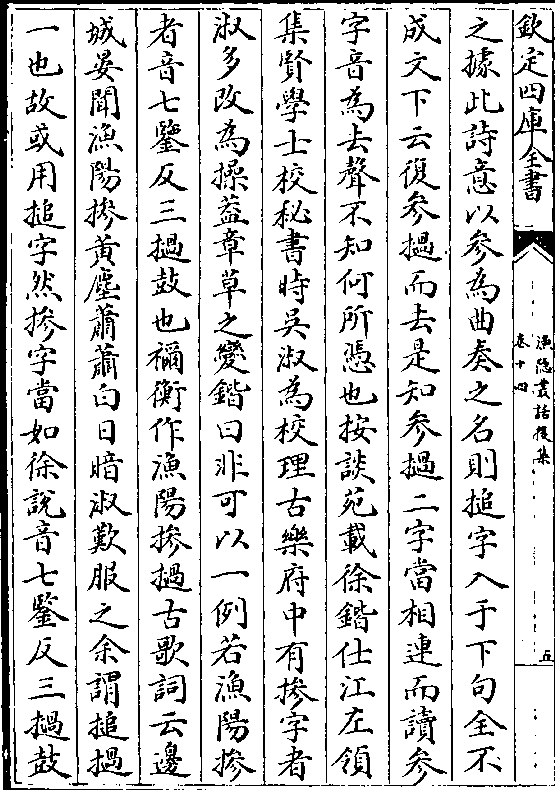 欽定四庫全書
漁隱叢話後集
卷十四
五
之據此詩意以参為曲奏之名則搥字入于下句全不
成文下云復参撾而去是知参撾二字當相連而讀参
字音為去聲不知何所憑也按談苑載徐鍇仕江左領
集賢學士校秘書時吳淑為校理古樂府中有摻字者
淑多改為操葢章草之變鍇曰非可以一例若漁陽摻
者音七鑒反三撾鼓也禰衡作漁陽摻撾古歌詞云邊
城晏聞漁陽摻黄塵蕭蕭白日暗淑歎服之余謂搥撾
一也故或用搥字然摻字當如徐説音七鑒反三撾鼓